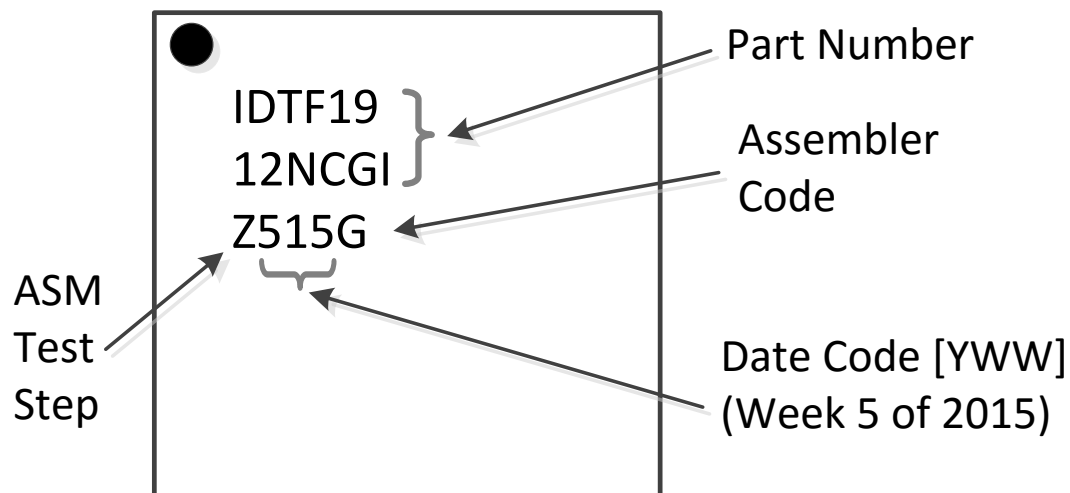 IDTF19
12NCGI
Z515G
Part Number
Assembler
Code
ASM
Test
Step
Date Code [YWW]
(Week 5 of 2015)